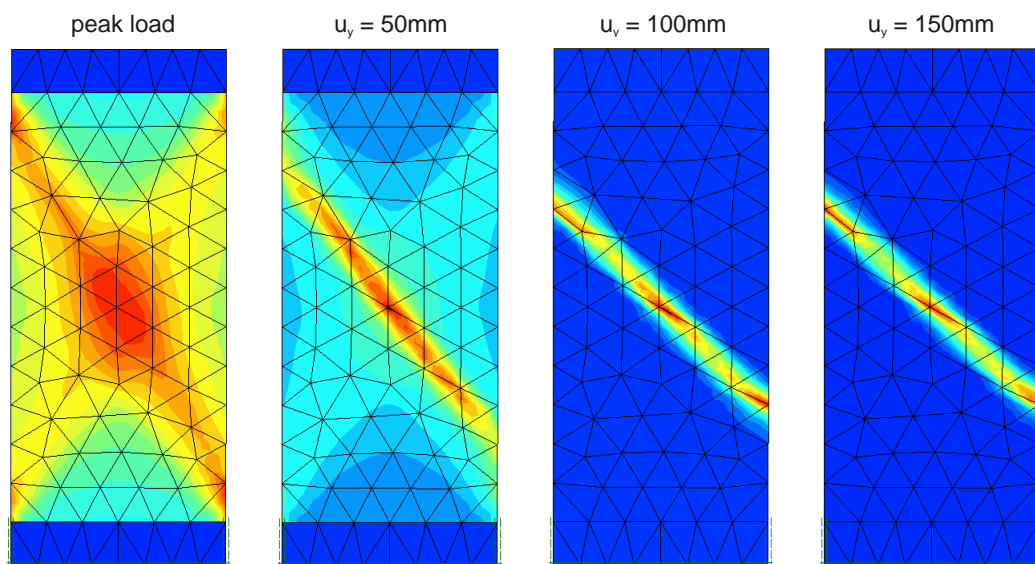 peak load
u_y = 50mm
u_y = 100mm
u_y = 150mm